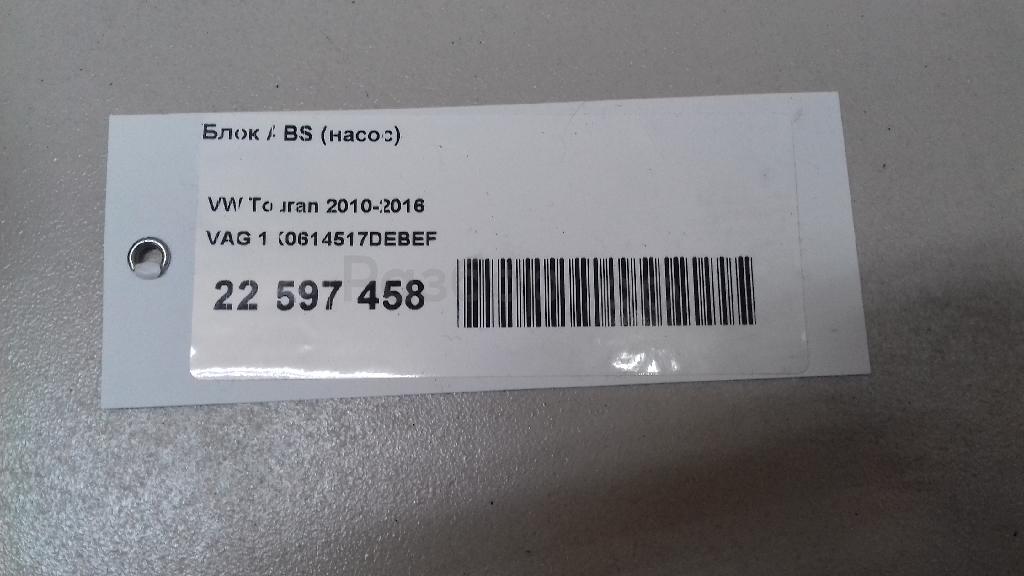 Блок ABS (насос)
VW Touran 2010-2016
VAG 1K0614517DEBEF
22 597 458